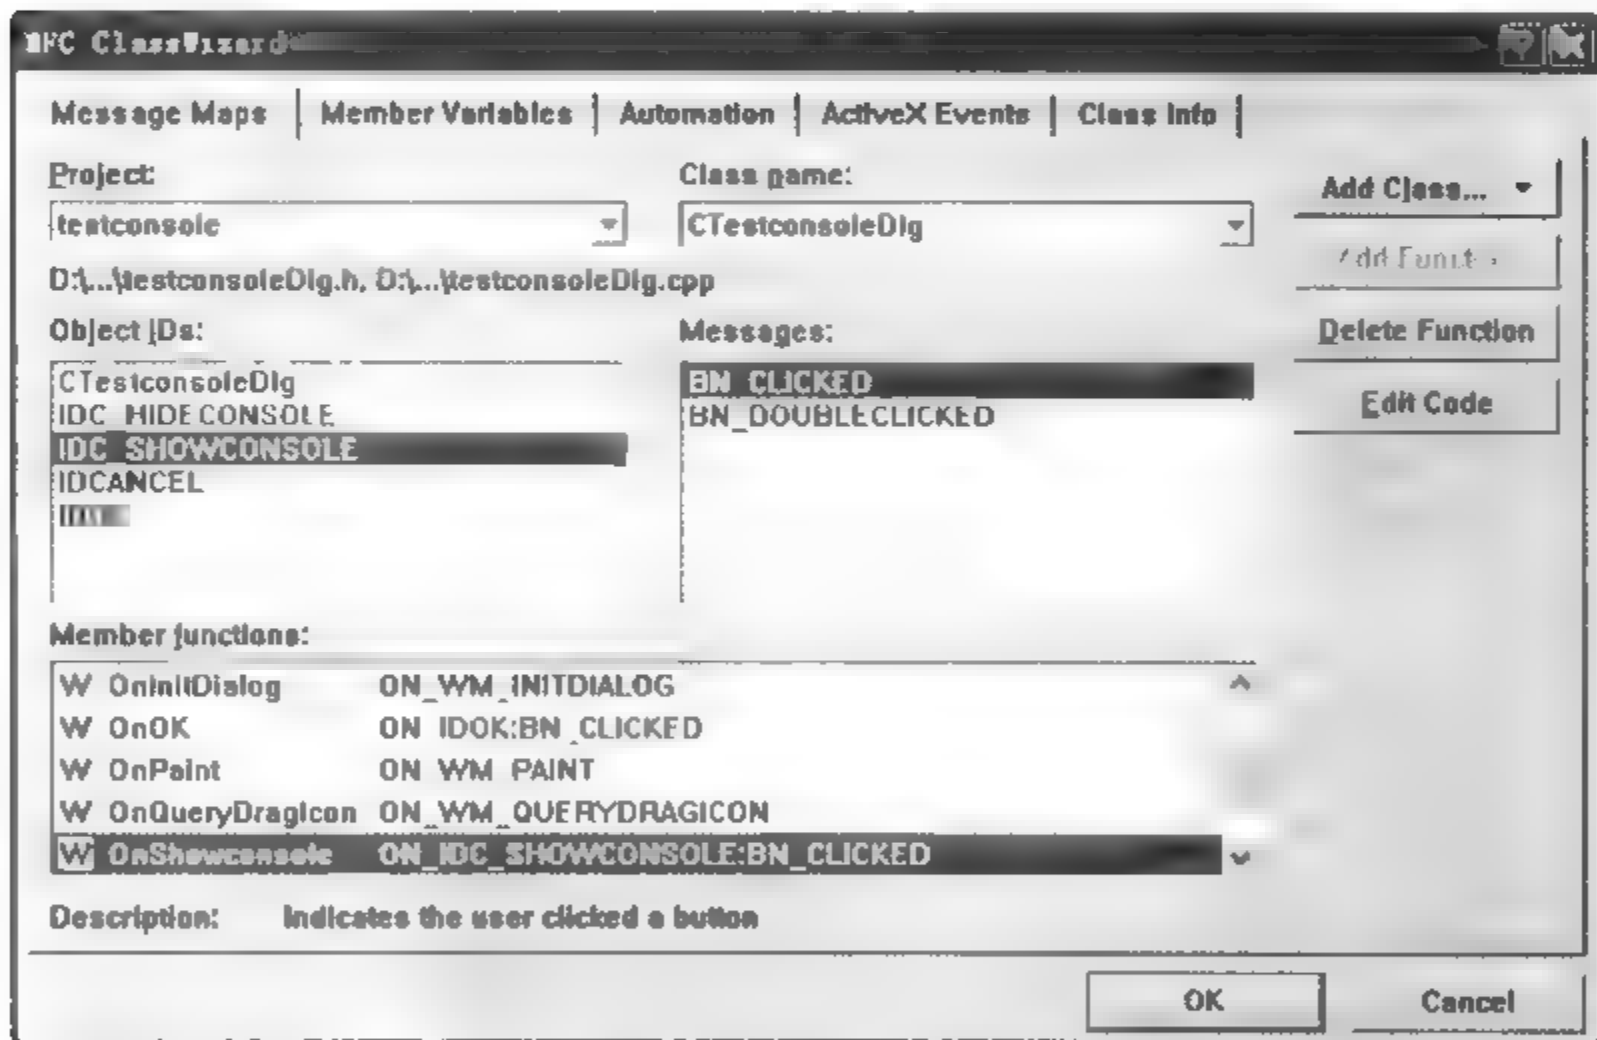 MFC ClassWizard
Message Maps Member Variables Automation ActiveX Events Class Info
Project:
testconsole
Class name:
CTestconsoleDlg
Add Class...
D:\...\testconsoleDlg.h, D:\...\testconsoleDlg.cpp
Object IDs:
CTestconsoleDlg
IDC_HIDECONSOLE
IDC_SHOWCONSOLE
IDCANCEL
Messages:
BN_CLICKED
BN_DOUBLECLICKED
Delete Function
Edit Code
Member functions:
W OnInitDialog ON_WM_INITDIALOG
W OnOK ON_IDOK:BN_CLICKED
W OnPaint ON_WM_PAINT
W OnQueryDragIcon ON_WM_QUERYDRAGICON
W OnShowconsole ON_IDC_SHOWCONSOLE:BN_CLICKED
Description: Indicates the user clicked a button
OK Cancel